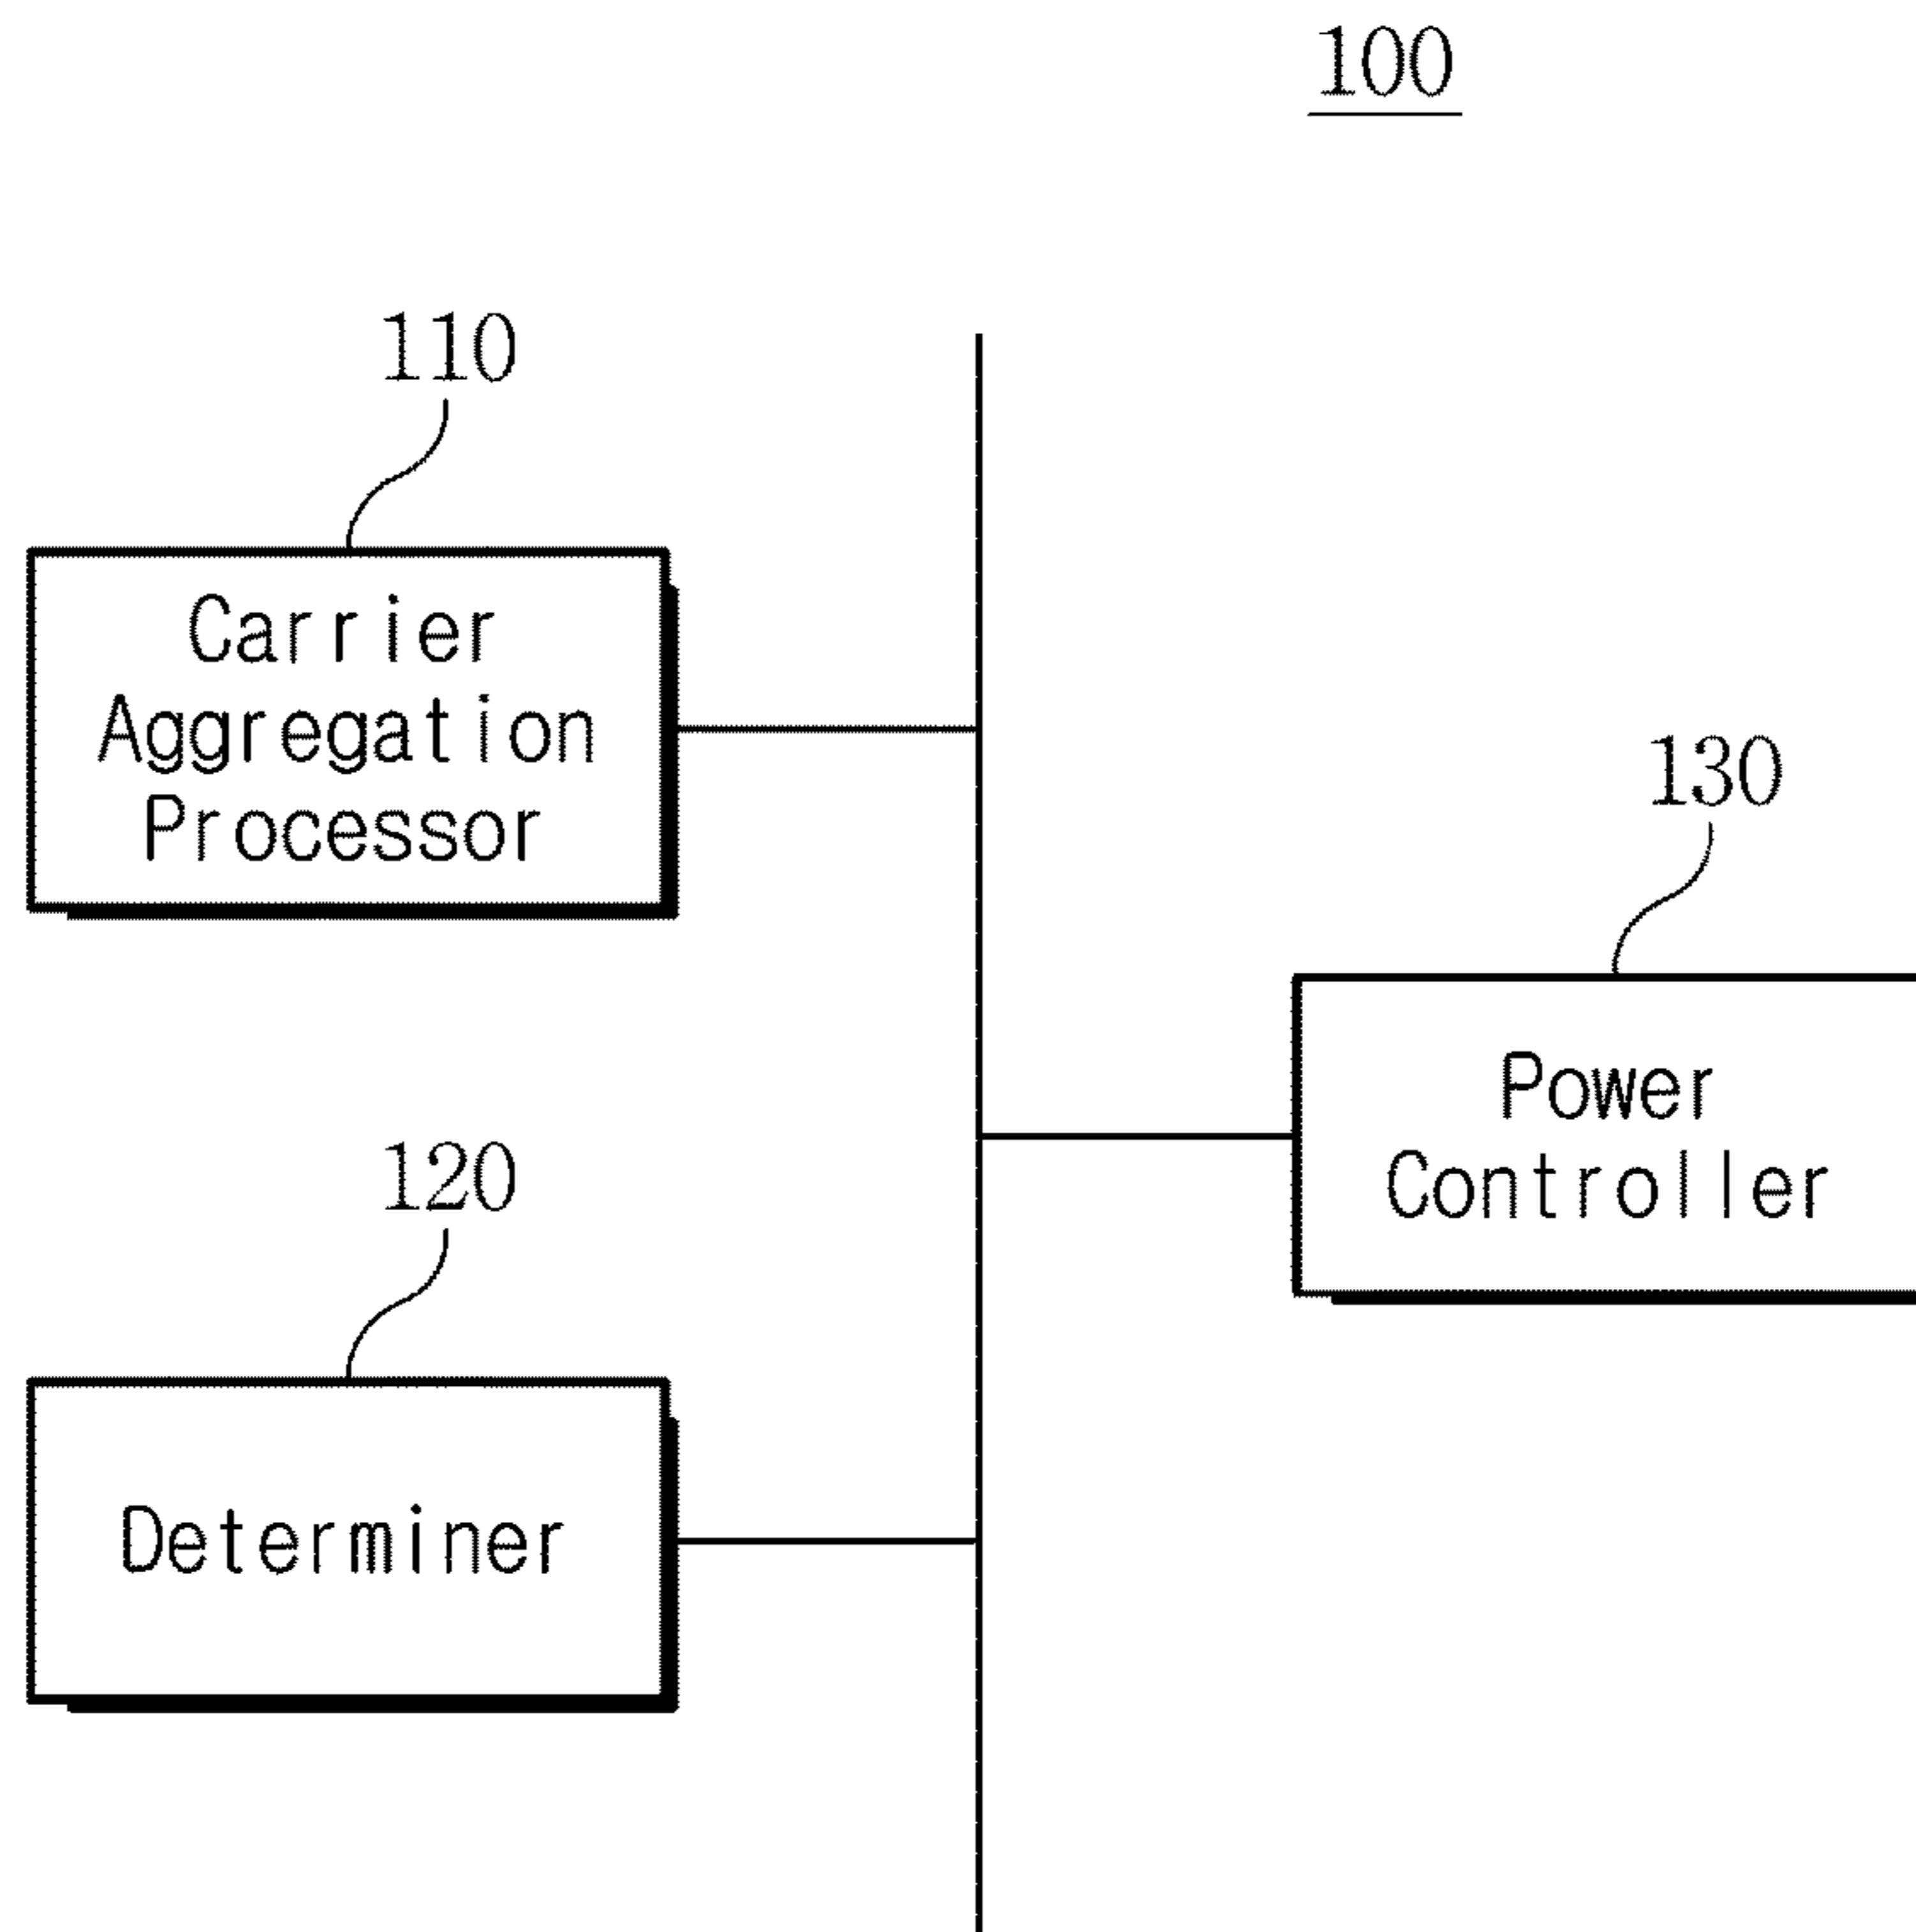 100
110
Carrier
Aggregation
Processor
130
Power
Controller
120
Determiner